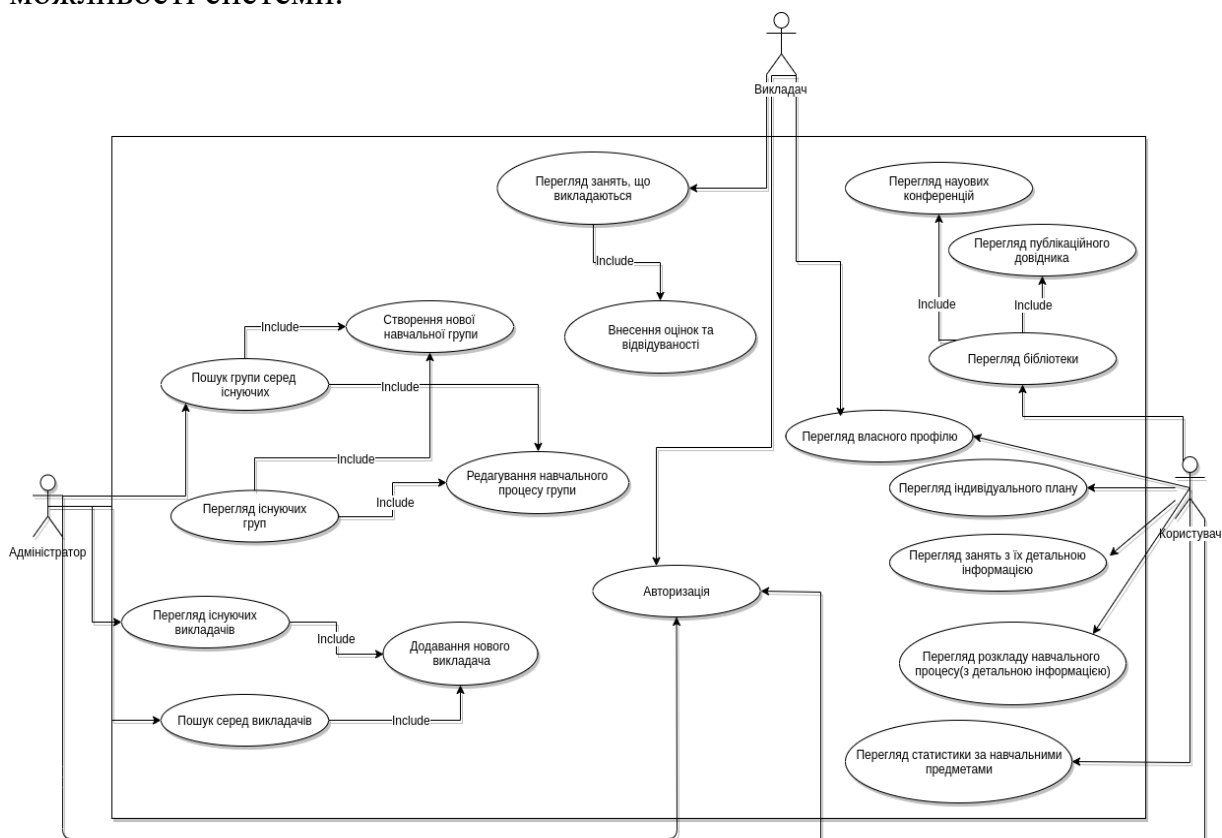 можливості системи.
Викладач
Перегляд занять, що
викладаються
Перегляд науових
конференцій
Перегляд публікаційного
довідника
Include
Include
Include
Створення нової
навчальної групи
Include
Внесення оцінок та
відвідуваності
Перегляд бібліотеки
Пошук групи серед
існуючих
Include
Перегляд власного профілю
Include
Редагування навчального
процесу групи
Перегляд індивідуального плану
Перегляд існуючих
груп
Include
Адміністратор
Користувач
Перегляд занять з їх детальною
інформацією
Авторизація
Перегляд існуючих
викладачів
Include
Додавання нового
викладача
Перегляд розкладу навчального
процесу(з детальною інформацією)
Пошук серед викладачів
Include
Перегляд статистики за навчальними
предметами